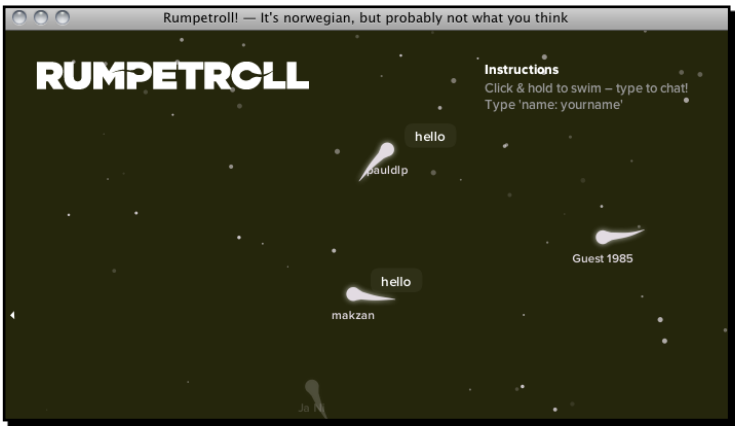 Rumpetroll! — It's norwegian, but probably not what you think
RUMPETROLL
Instructions
Click & hold to swim – type to chat!
Type 'name: yourname'
hello
pauldlp
Guest 1985
hello
makzan